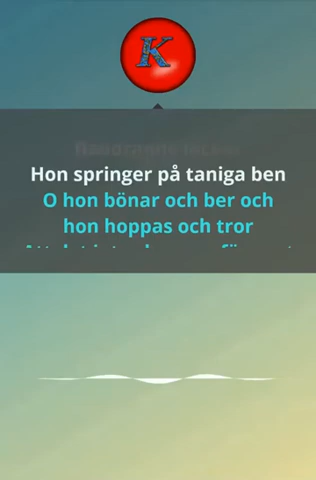 K
Hon springer på taniga ben
O hon bönar och ber och
hon hoppas och tror